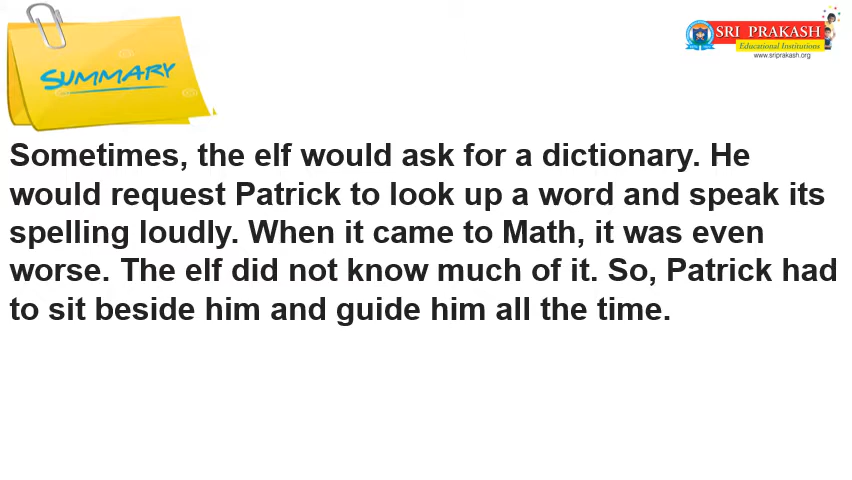 SUMMARY
SRI PRAKASH
Educational Institutions
www.sriprakash.org
Sometimes, the elf would ask for a dictionary. He
would request Patrick to look up a word and speak its
spelling loudly. When it came to Math, it was even
worse. The elf did not know much of it. So, Patrick had
to sit beside him and guide him all the time.